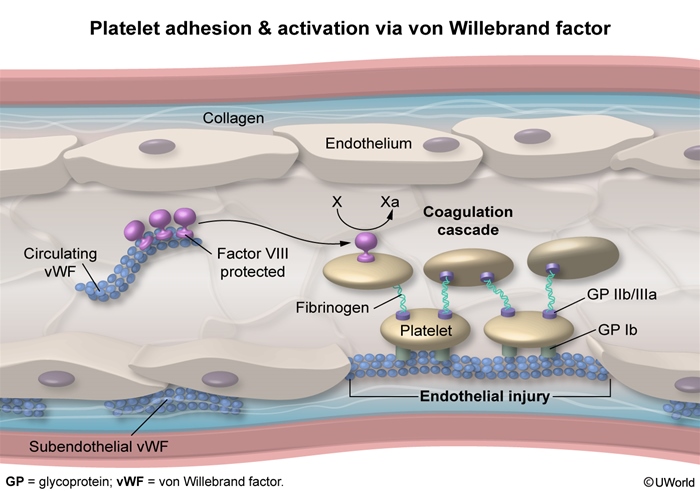 Platelet adhesion & activation via von Willebrand factor
Collagen
Endothelium
X
Xa
Coagulation
cascade
Circulating
vWF
Factor VIII
protected
Fibrinogen
GP IIb/IIIa
Platelet
GP Ib
Endothelial injury
Subendothelial vWF
GP = glycoprotein; vWF = von Willebrand factor.
©UWorld